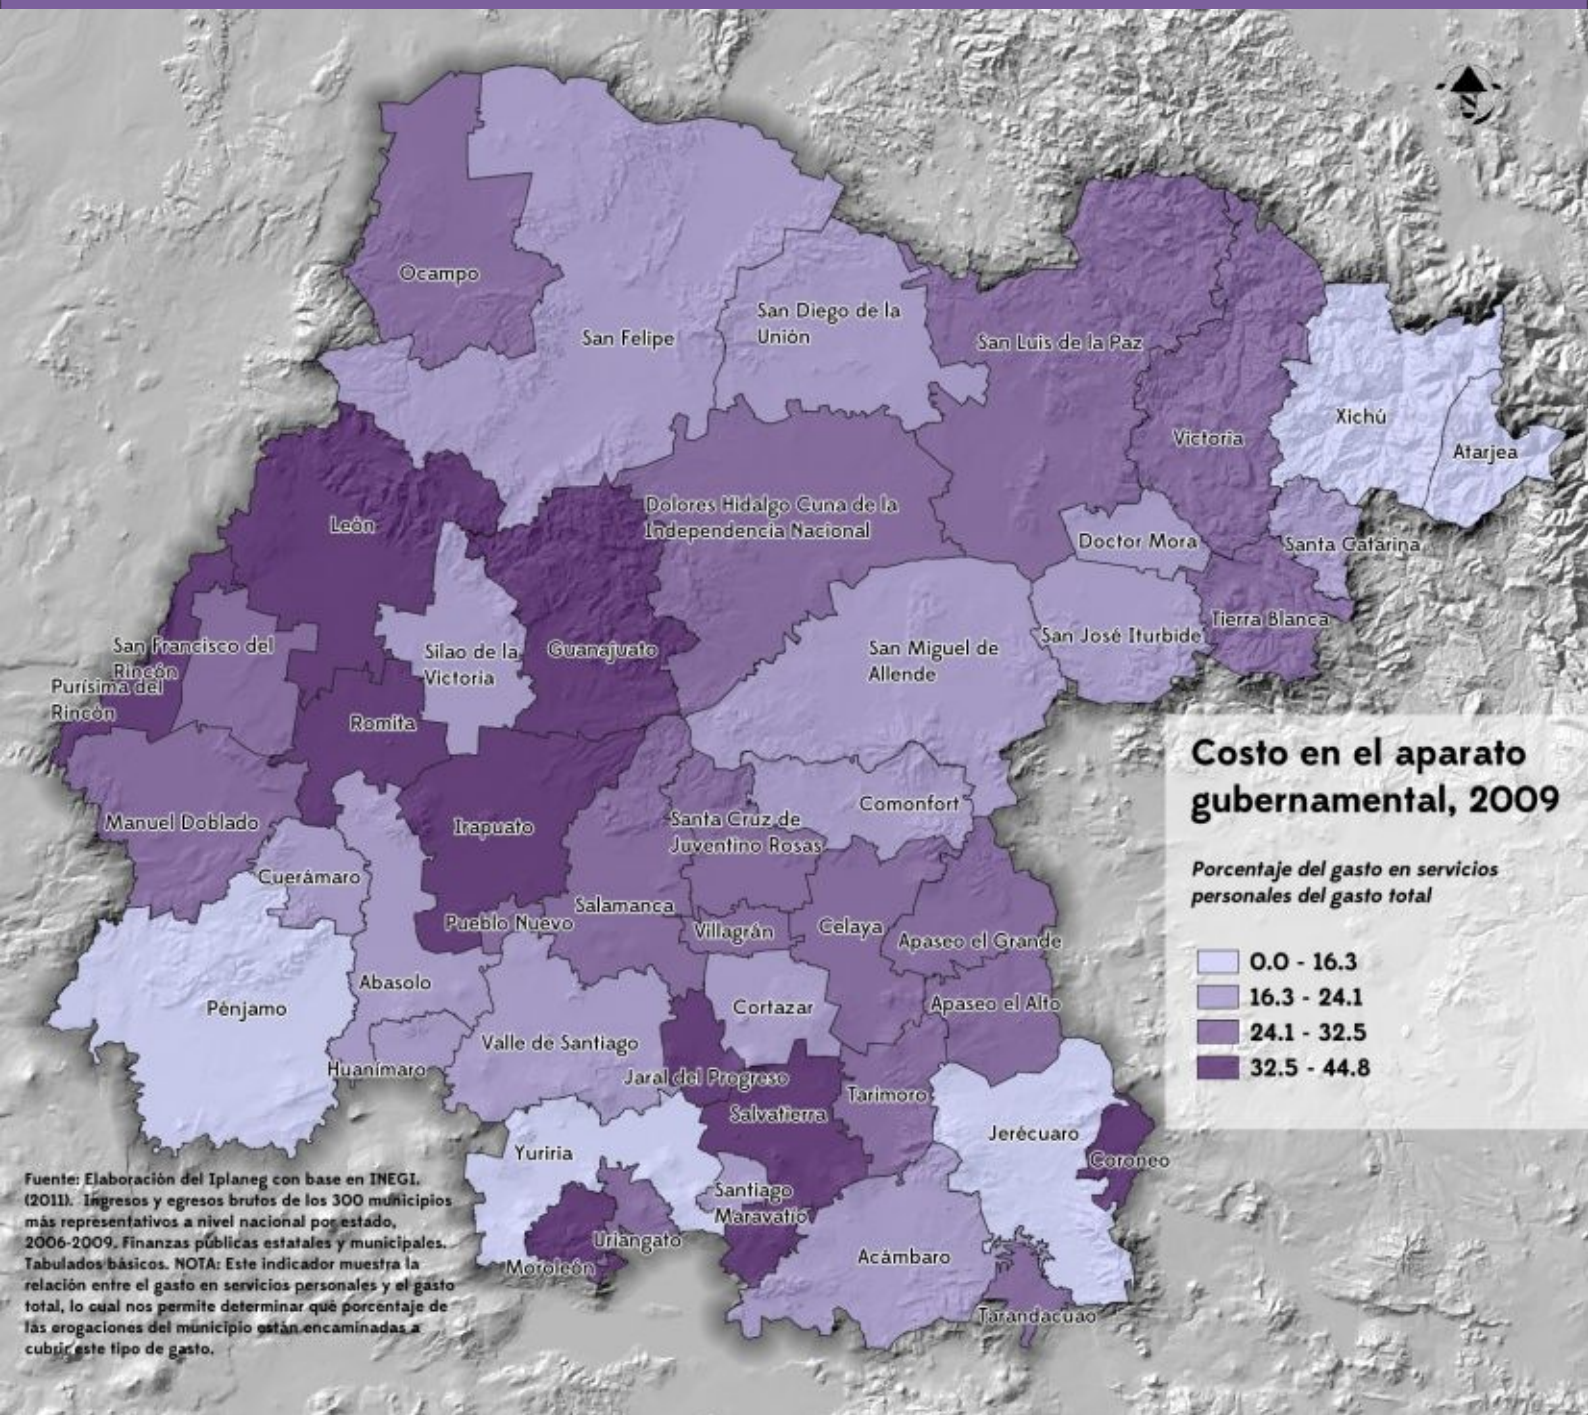 Ocampo
San Felipe
San Diego de la
Unión
San Luis de la Paz
Xichú
Victoria
Atarjea
León
Dolores Hidalgo Cuna de la
Independencia Nacional
Doctor Mora
Santa Catarina
Tierra Blanca
San José Iturbide
San Miguel de
Allende
San Francisco del
Rincón
Purísima del
Rincón
Silao de la
Victoria
Guanajuato
Romita
Manuel Doblado
Irapuato
Santa Cruz de
Juventino Rosas
Comonfort
Cuerámaro
Pueblo Nuevo
Salamanca
Villagrán
Celaya
Apaseo el Grande
Abasolo
Pénjamo
Cortazar
Apaseo el Alto
Valle de Santiago
Huanímaro
Jaral del Progreso
Tarimoro
Salvatierra
Jerécuaro
Coroneo
Yuriria
Santiago
Maravatío
Uriangato
Moroleón
Acámbaro
Tarandacuao
Costo en el aparato
gubernamental, 2009
Porcentaje del gasto en servicios
personales del gasto total
0.0 - 16.3
16.3 - 24.1
24.1 - 32.5
32.5 - 44.8
Fuente: Elaboración del Iplaneg con base en INEGI.
(2011). Ingresos y egresos brutos de los 300 municipios
más representativos a nivel nacional por estado,
2006-2009. Finanzas públicas estatales y municipales.
Tabulados básicos. NOTA: Este indicador muestra la
relación entre el gasto en servicios personales y el gasto
total, lo cual nos permite determinar qué porcentaje de
las erogaciones del municipio están encaminadas a
cubrir este tipo de gasto.
N